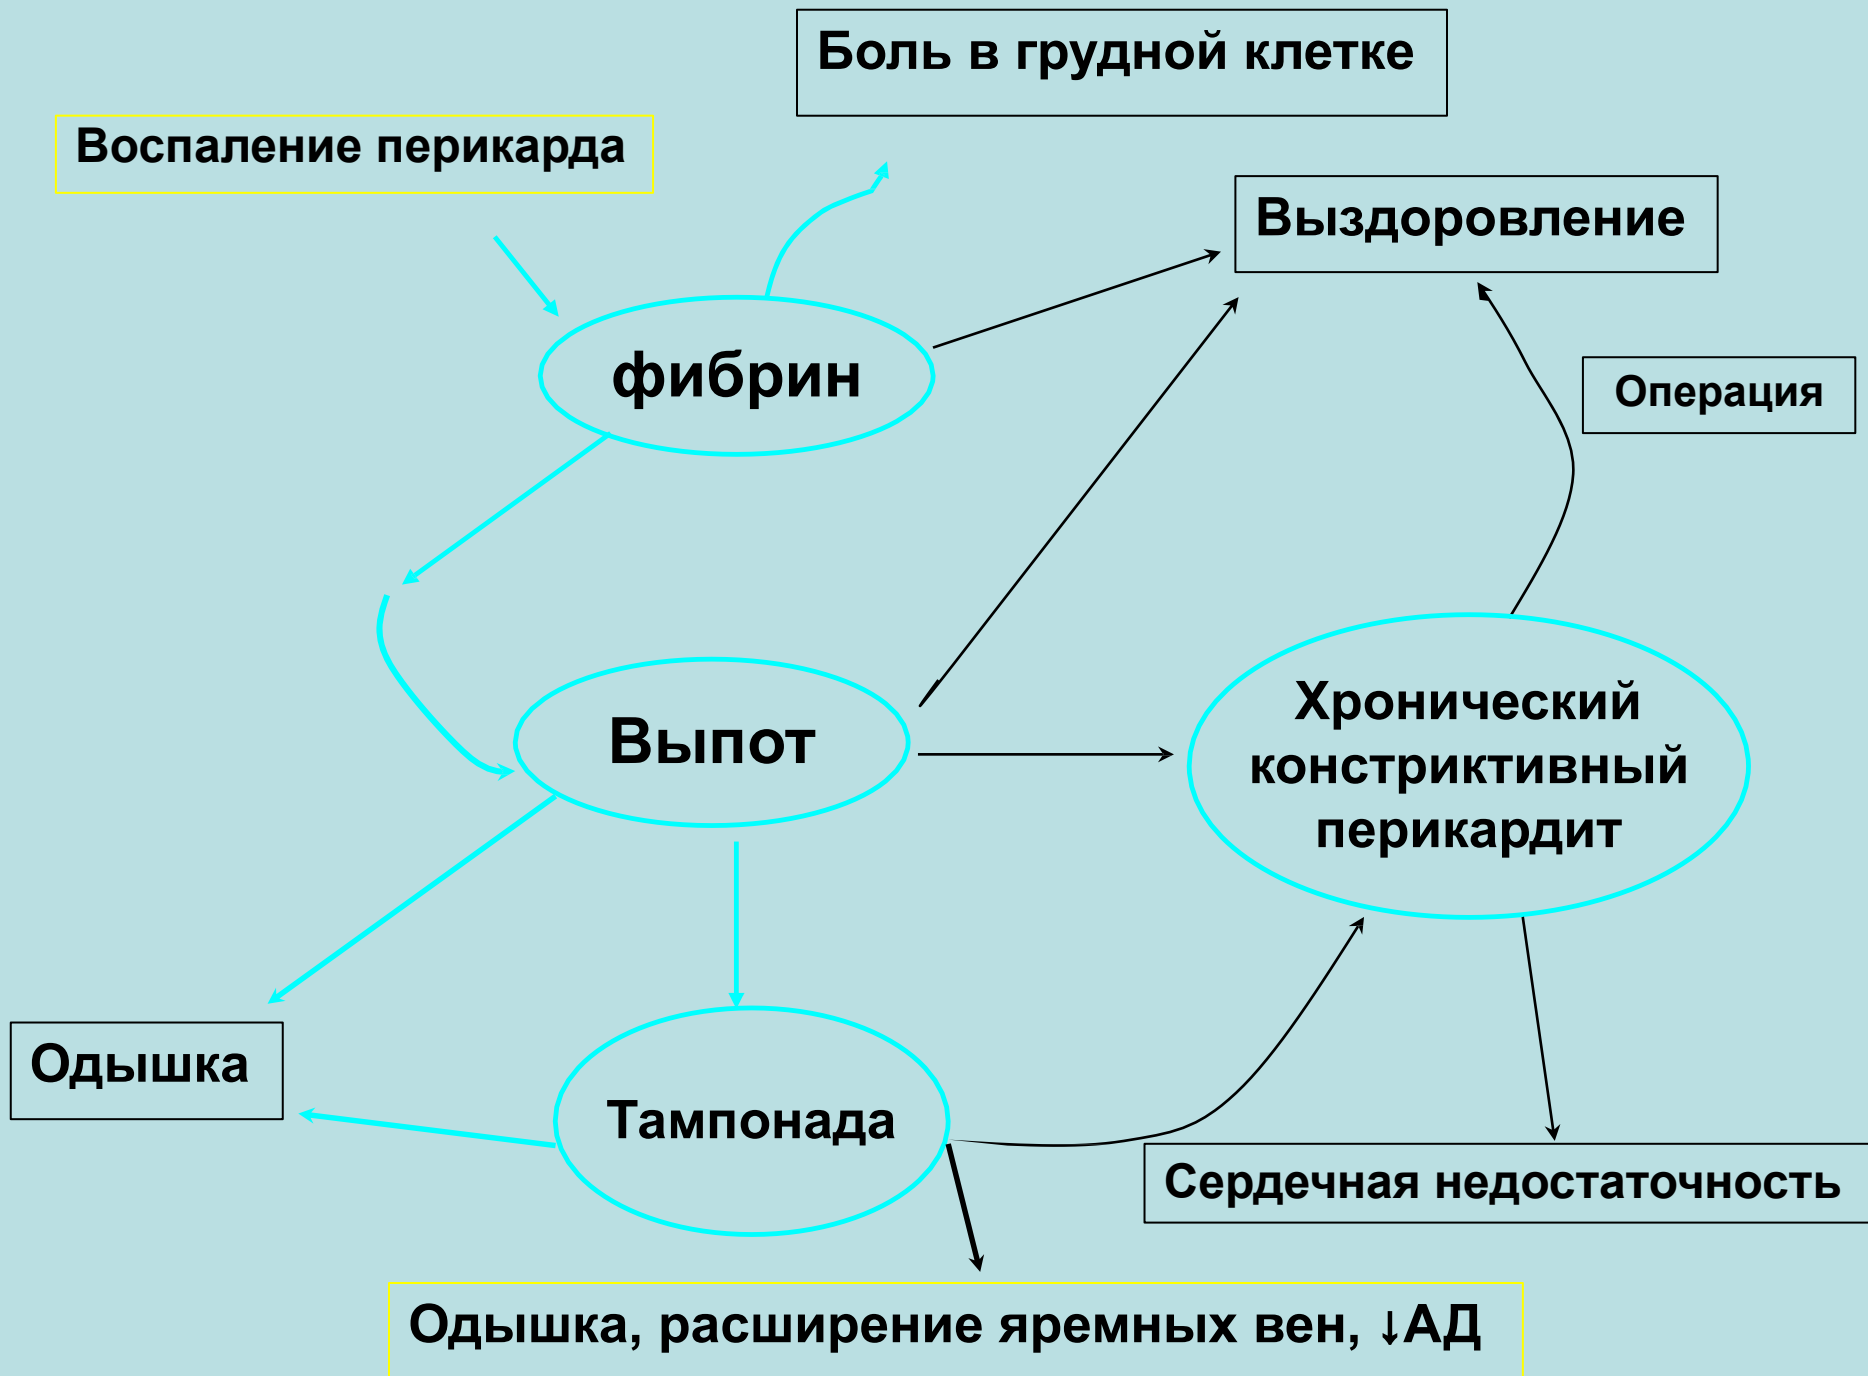 Боль в грудной клетке
Воспаление перикарда
Выздоровление
фибрин
Операция
Выпот
Хронический
констриктивный
перикардит
Одышка
Тампонада
Сердечная недостаточность
Одышка, расширение яремных вен, ↓АД